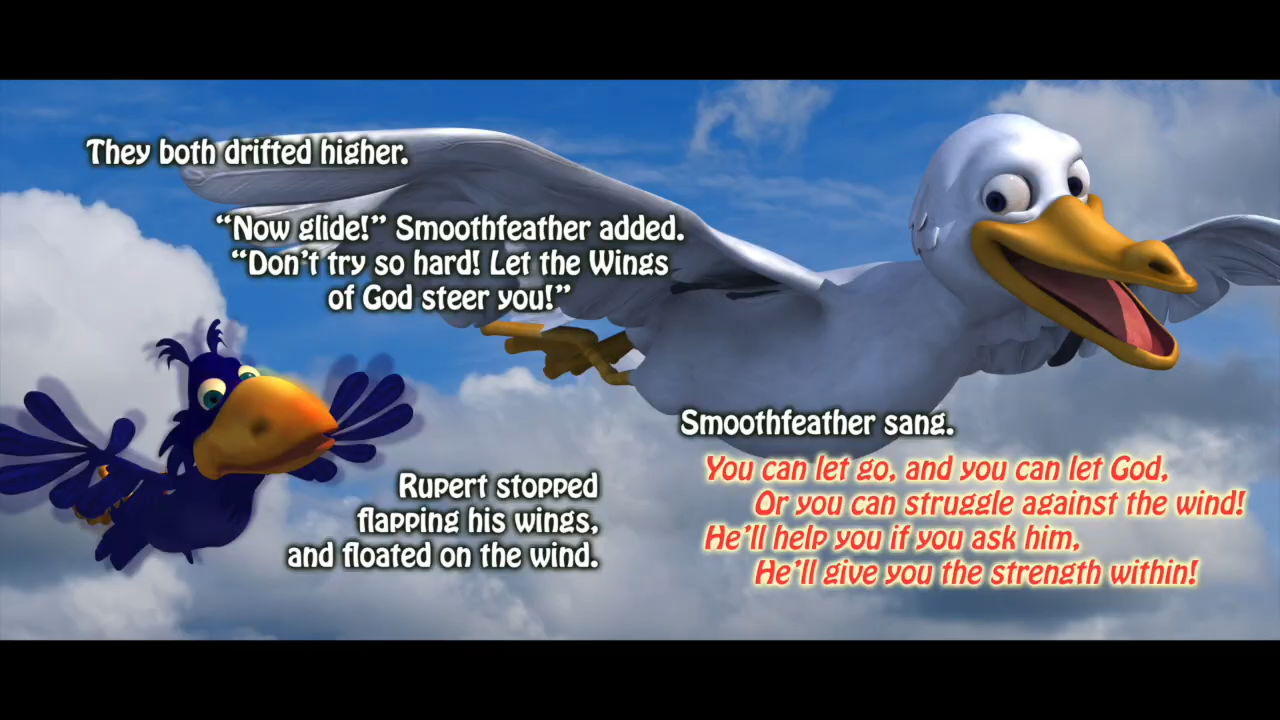 They both drifted higher.
“Now glide!” Smoothfeather added.
“Don’t try so hard! Let the Wings
of God steer you!”
Rupert stopped
flapping his wings,
and floated on the wind.
Smoothfeather sang.
You can let go, and you can let God,
Or you can struggle against the wind!
He’ll help you if you ask him,
He’ll give you the strength within!